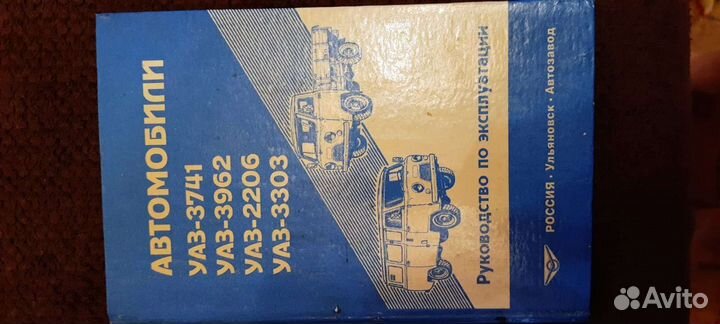 АВТОМОБИЛИ
УАЗ-3741
УАЗ-3962
УАЗ-2206
УАЗ-3303
Руководство по эксплуатации
РОССИЯ · Ульяновск · Автозавод
Avito